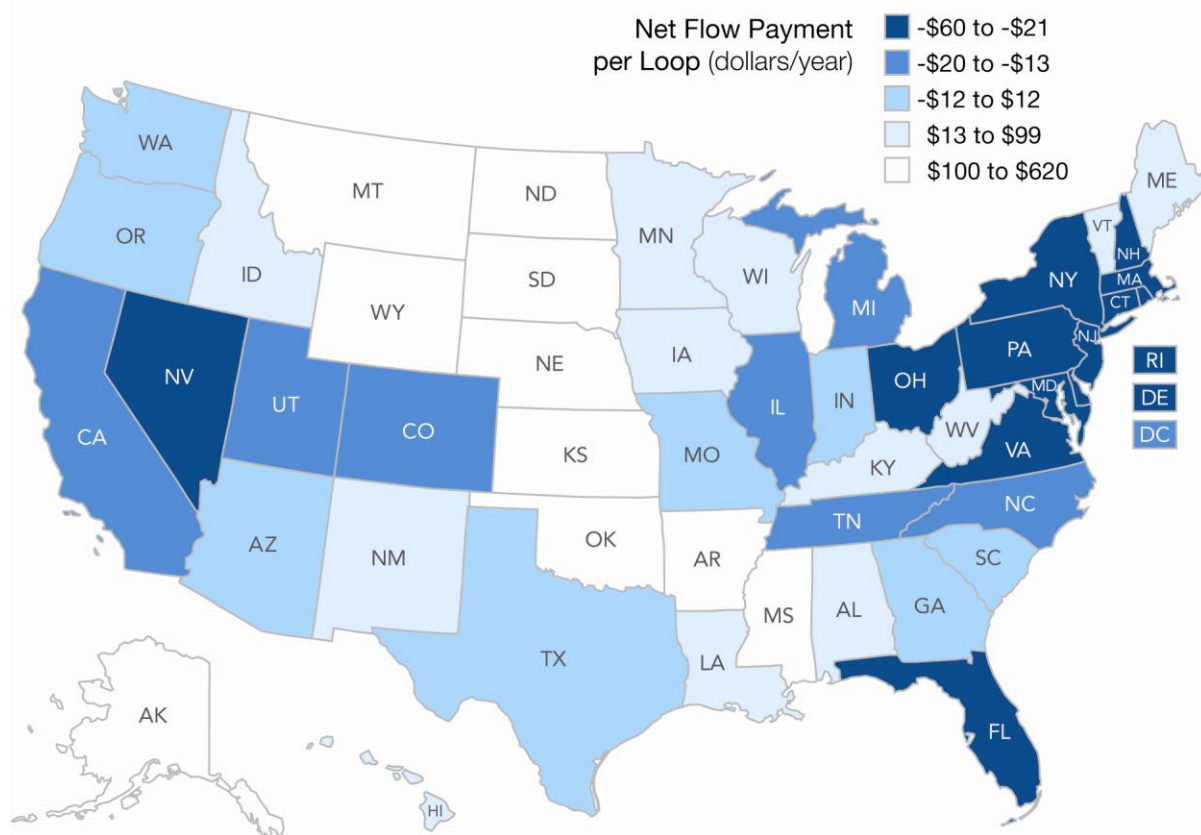 Net Flow Payment
per Loop (dollars/year)
-$60 to -$21
-$20 to -$13
-$12 to $12
$13 to $99
$100 to $620
WA
MT
ND
MN
ME
VT
NH
OR
ID
SD
WI
NY
MA
CT
WY
MI
IA
NE
PA
NJ
RI
NV
OH
MD
DE
UT
IL
IN
CO
WV
DC
CA
KS
MO
KY
VA
TN
NC
AZ
NM
OK
AR
SC
MS
AL
GA
TX
LA
AK
FL
HI